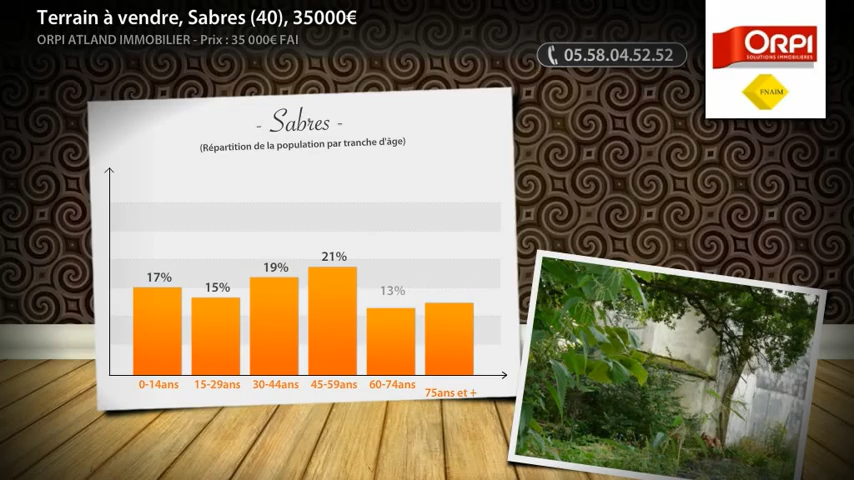 Terrain à vendre, Sabres (40), 35000€
ORPI ATLAND IMMOBILIER - Prix : 35 000€ FAI
05.58.04.52.52
ORPI
SOLUTIONS IMMOBILIÈRES
FNAIM
- Sabres -
(Répartition de la population par tranche d'âge)
17%
15%
19%
21%
13%
0-14ans
15-29ans
30-44ans
45-59ans
60-74ans
75ans et +